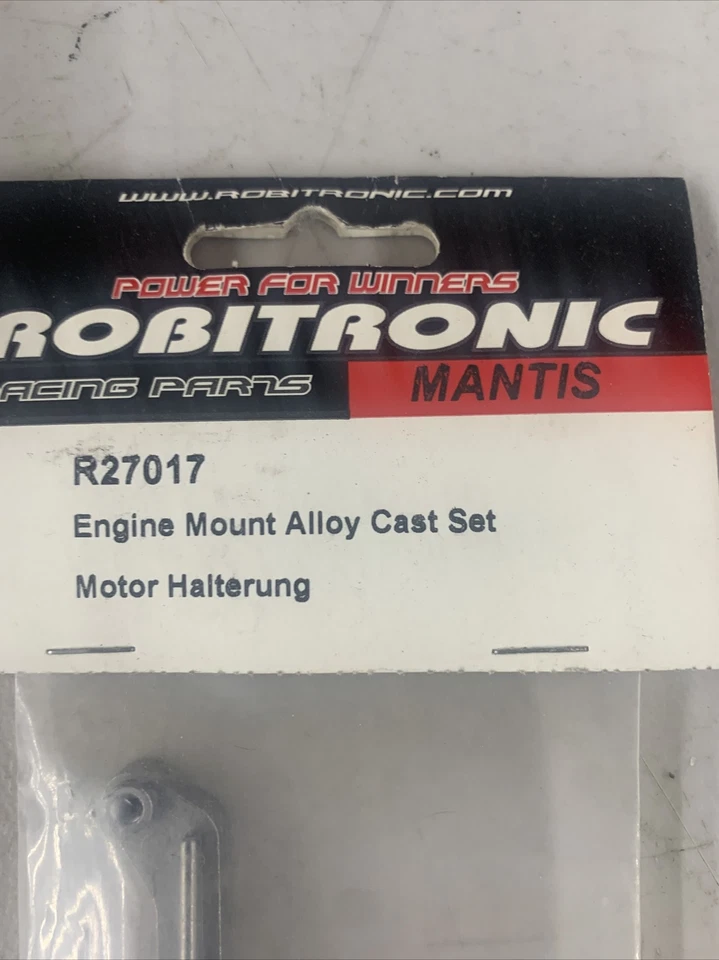 WWW.ROBITRONIC.COM
POWER FOR WINNERS
ROBITRONIC
RACING PARTS
MANTIS
R27017
Engine Mount Alloy Cast Set
Motor Halterung